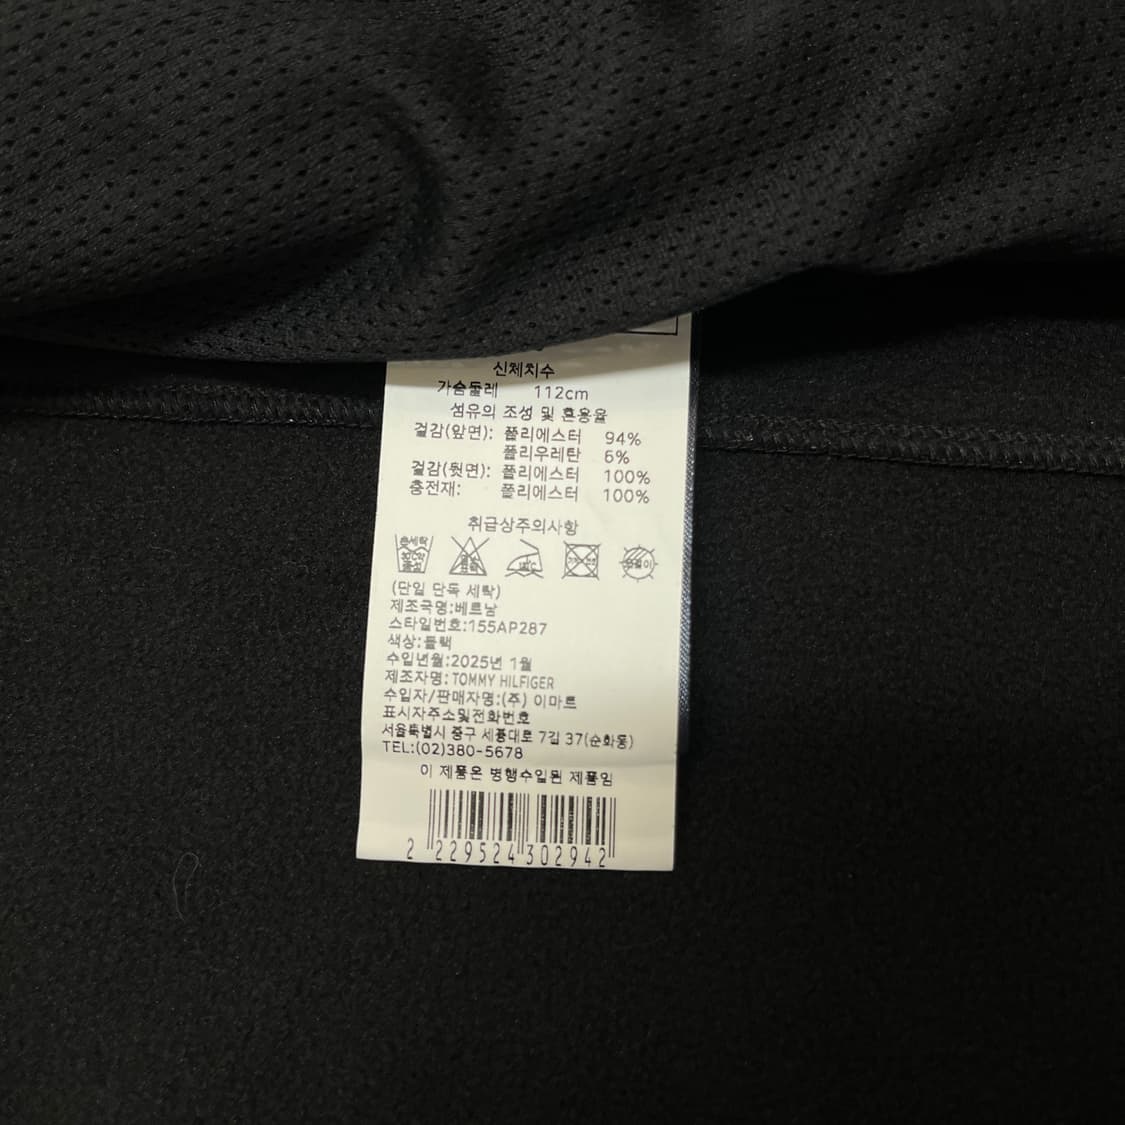 신체치수
가슴둘레 112cm
섬유의 조성 및 혼용율
겉감(앞면): 폴리에스터 94%
폴리우레탄 6%
겉감(뒷면): 폴리에스터 100%
충전재: 폴리에스터 100%
취급상주의사항
손세탁
30℃
중성
(단일 단독 세탁)
제조국명:베트남
스타일번호:155AP287
색상:블랙
수입년월:2025년 1월
제조자명: TOMMY HILFIGER
수입자/판매자명:(주) 이마트
표시자주소및전화번호
서울특별시 중구 세종대로 7길 37(순화동)
TEL:(02)380-5678
이 제품은 병행수입된 제품임
2 229524 302942